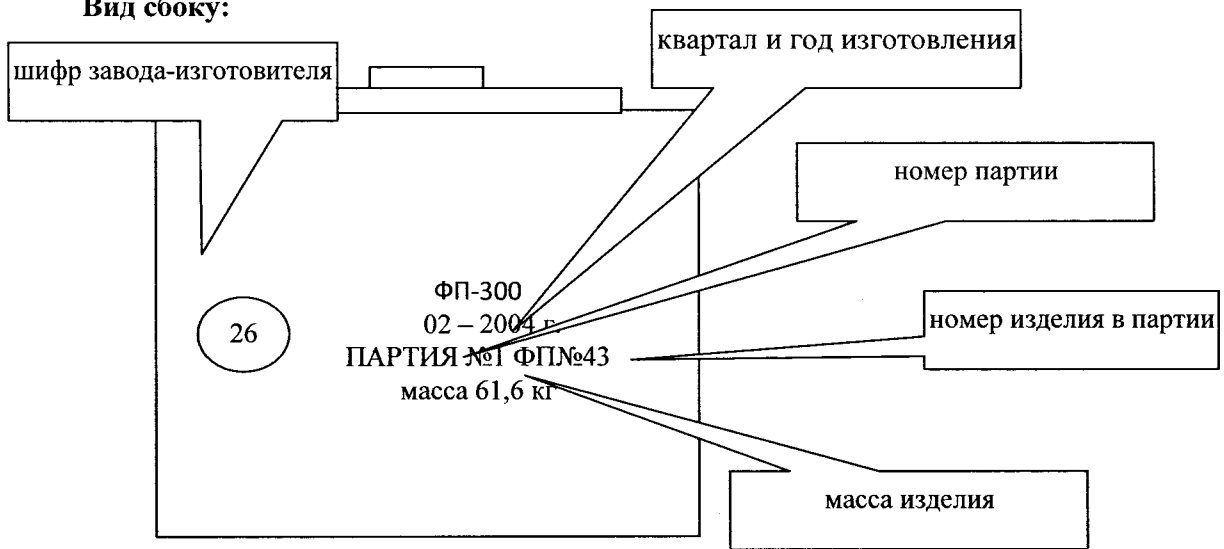 Вид сбоку:
квартал и год изготовления
шифр завода-изготовителя
номер партии
ФП-300
02 – 2004 г.
26
номер изделия в партии
ПАРТИЯ №1 ФП№43
масса 61,6 кг
масса изделия